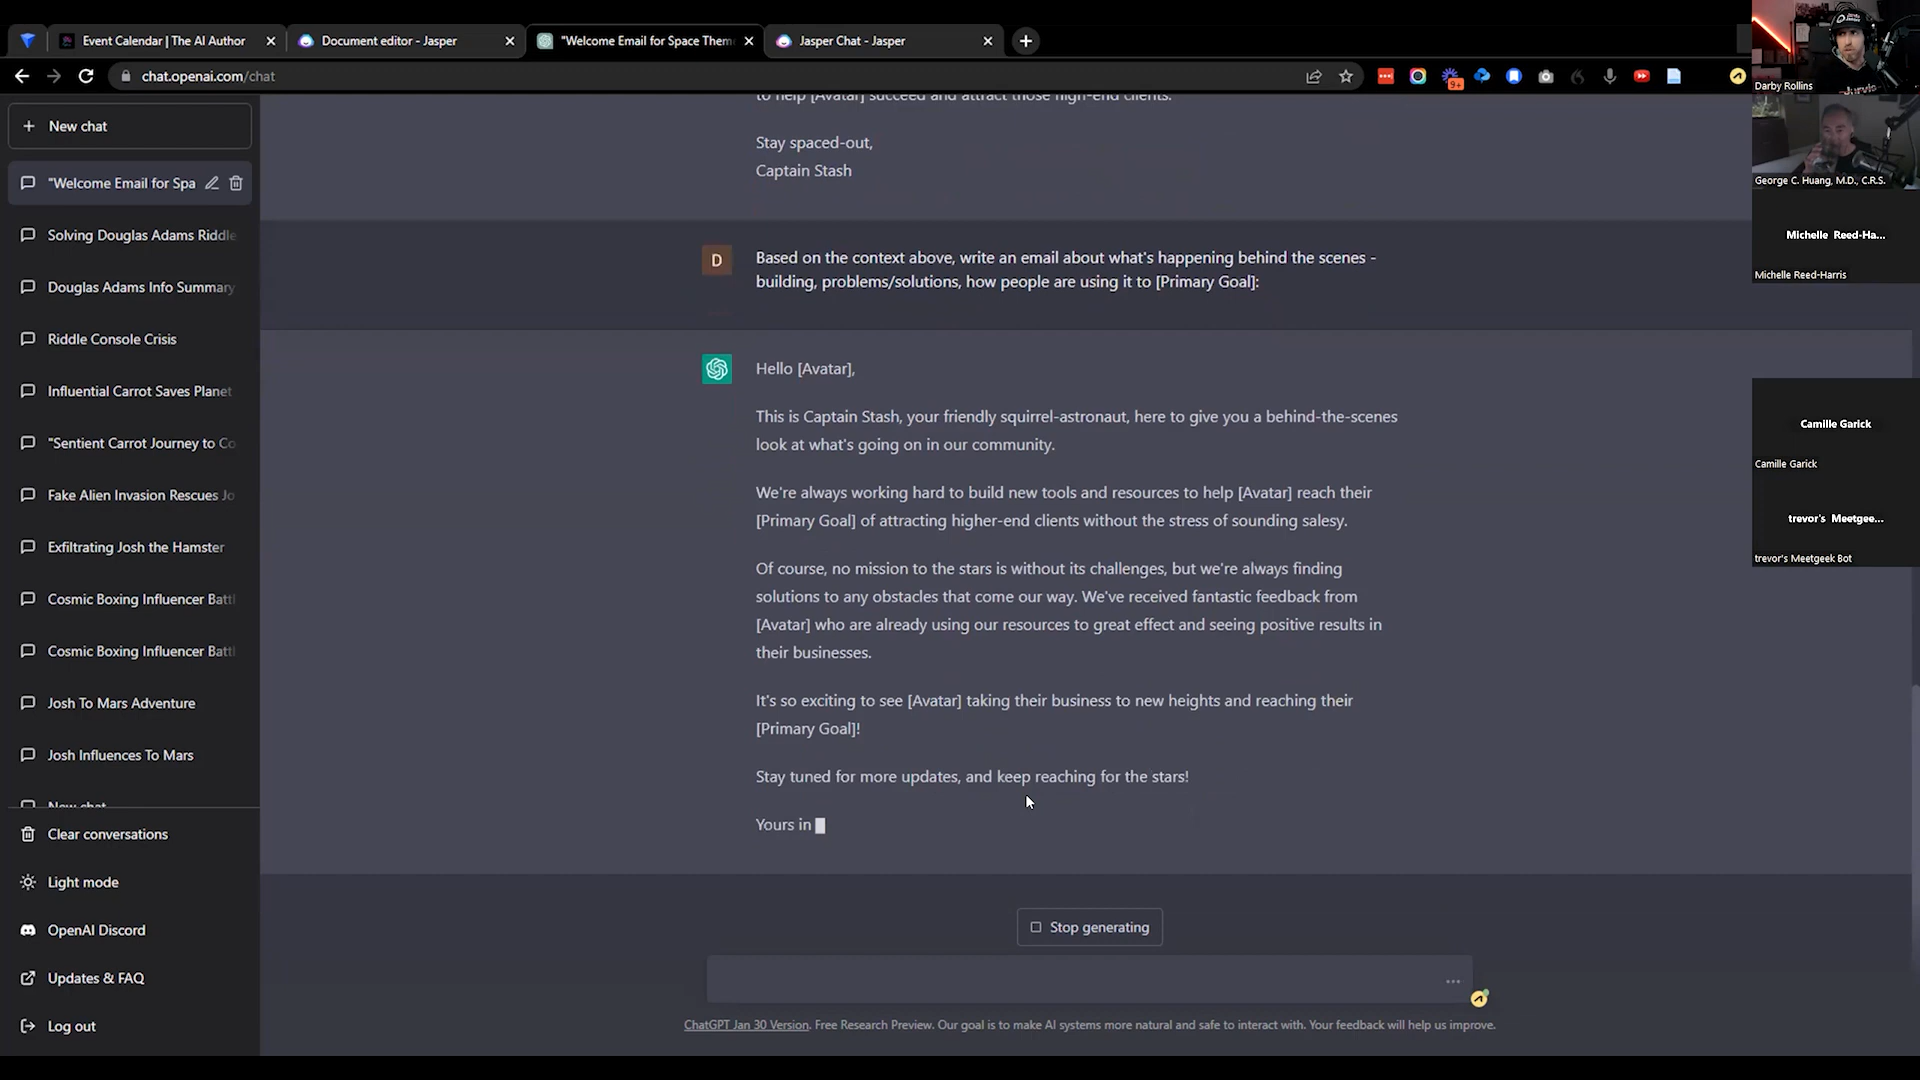 Event Calendar | The AI Author
Document editor - Jasper
"Welcome Email for Space Them
Jasper Chat - Jasper
chat.openai.com/chat
9+
Darby Rollins
George C. Huang, M.D., C.R.S.
Michelle Reed-Ha...
Michelle Reed-Harris
Camille Garick
Camille Garick
trevor's Meetgee...
trevor's Meetgeek Bot
New chat
"Welcome Email for Spa
Solving Douglas Adams Riddle
Douglas Adams Info Summary
Riddle Console Crisis
Influential Carrot Saves Planet
"Sentient Carrot Journey to Co
Fake Alien Invasion Rescues Jo
Exfiltrating Josh the Hamster
Cosmic Boxing Influencer Battl
Cosmic Boxing Influencer Battl
Josh To Mars Adventure
Josh Influences To Mars
New chat
Clear conversations
Light mode
OpenAI Discord
Updates & FAQ
Log out
to help [Avatar] succeed and attract those high-end clients.
Stay spaced-out,
Captain Stash
D
Based on the context above, write an email about what's happening behind the scenes -
building, problems/solutions, how people are using it to [Primary Goal]:
Hello [Avatar],
This is Captain Stash, your friendly squirrel-astronaut, here to give you a behind-the-scenes
look at what's going on in our community.
We're always working hard to build new tools and resources to help [Avatar] reach their
[Primary Goal] of attracting higher-end clients without the stress of sounding salesy.
Of course, no mission to the stars is without its challenges, but we're always finding
solutions to any obstacles that come our way. We've received fantastic feedback from
[Avatar] who are already using our resources to great effect and seeing positive results in
their businesses.
It's so exciting to see [Avatar] taking their business to new heights and reaching their
[Primary Goal]!
Stay tuned for more updates, and keep reaching for the stars!
Yours in
Stop generating
ChatGPT Jan 30 Version. Free Research Preview. Our goal is to make AI systems more natural and safe to interact with. Your feedback will help us improve.